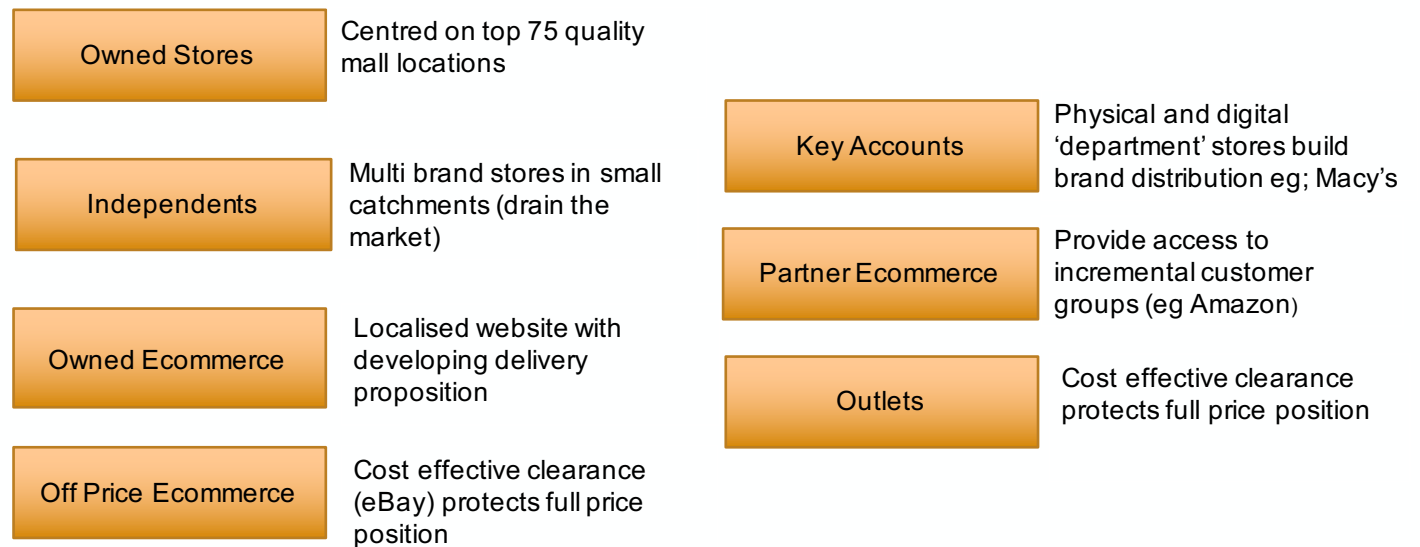 Owned Stores
Centred on top 75 quality
mall locations
Independents
Multi brand stores in small
catchments (drain the
market)
Owned Ecommerce
Localised website with
developing delivery
proposition
Off Price Ecommerce
Cost effective clearance
(eBay) protects full price
position
Key Accounts
Physical and digital
‘department’ stores build
brand distribution eg; Macy’s
Partner Ecommerce
Provide access to
incremental customer
groups (eg Amazon)
Outlets
Cost effective clearance
protects full price position